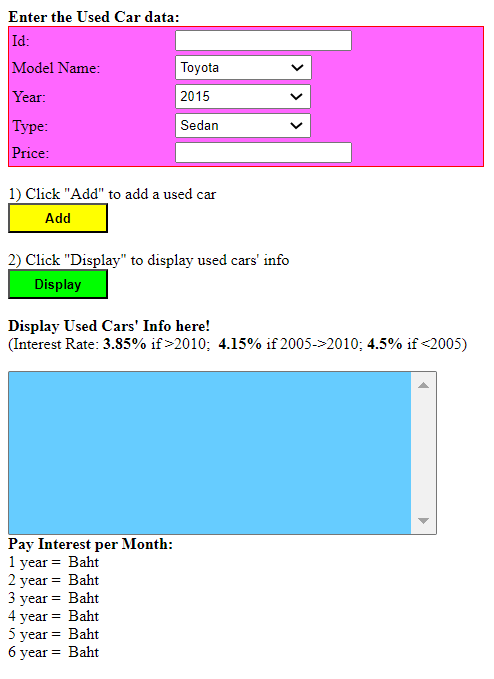 Enter the Used Car data:
Id:
Model Name: Toyota
Year: 2015
Type: Sedan
Price:
1) Click "Add" to add a used car
Add
2) Click "Display" to display used cars' info
Display
Display Used Cars' Info here!
(Interest Rate: 3.85% if >2010;  4.15% if 2005->2010; 4.5% if <2005)
Pay Interest per Month:
1 year =  Baht
2 year =  Baht
3 year =  Baht
4 year =  Baht
5 year =  Baht
6 year =  Baht